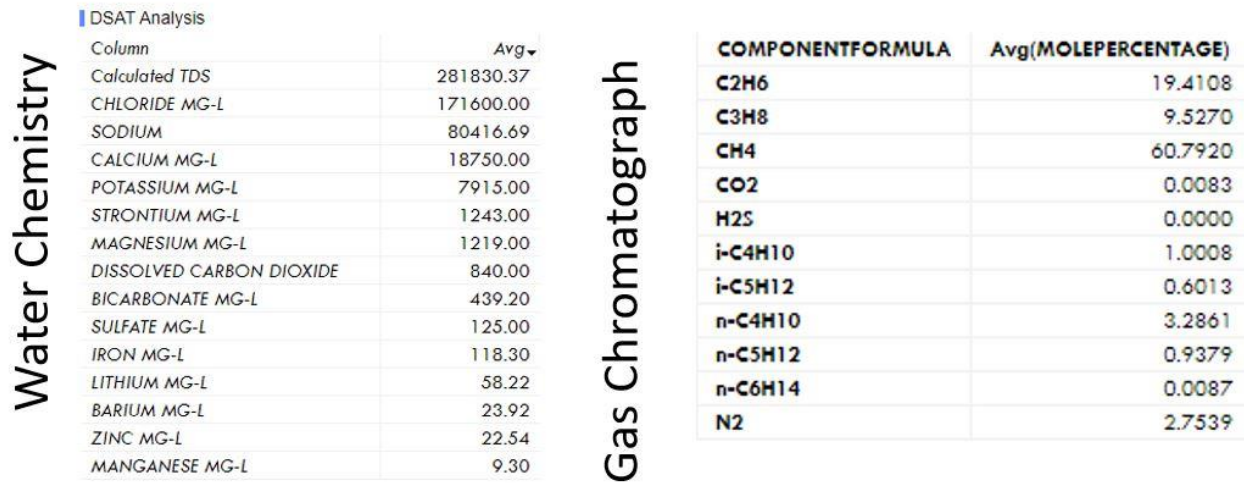 Water Chemistry
DSAT Analysis
Column Avg
Calculated TDS 281830.37
CHLORIDE MG-L 171600.00
SODIUM 80416.69
CALCIUM MG-L 18750.00
POTASSIUM MG-L 7915.00
STRONTIUM MG-L 1243.00
MAGNESIUM MG-L 1219.00
DISSOLVED CARBON DIOXIDE 840.00
BICARBONATE MG-L 439.20
SULFATE MG-L 125.00
IRON MG-L 118.30
LITHIUM MG-L 58.22
BARIUM MG-L 23.92
ZINC MG-L 22.54
MANGANESE MG-L 9.30
Gas Chromatograph
COMPONENTFORMULA Avg(MOLEPERCENTAGE)
C2H6 19.4108
C3H8 9.5270
CH4 60.7920
CO2 0.0083
H2S 0.0000
i-C4H10 1.0008
i-C5H12 0.6013
n-C4H10 3.2861
n-C5H12 0.9379
n-C6H14 0.0087
N2 2.7539